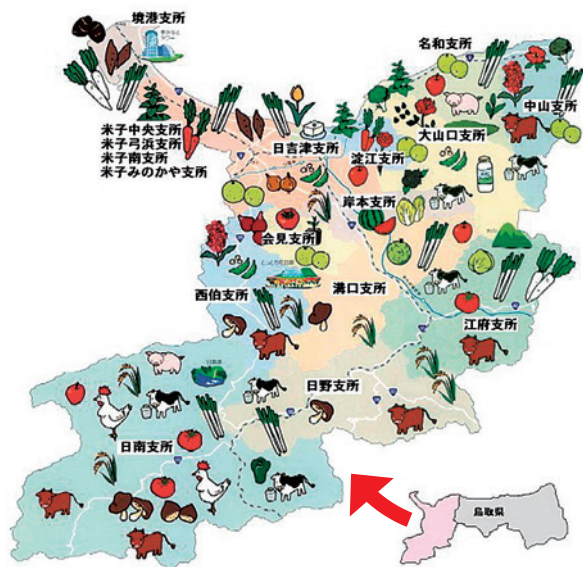 境港支所
名和支所
中山支所
米子中央支所
米子弓浜支所
米子南支所
米子みのかや支所
日吉津支所
大山口支所
淀江支所
岸本支所
会見支所
西伯支所
溝口支所
江府支所
日野支所
日南支所
鳥取県